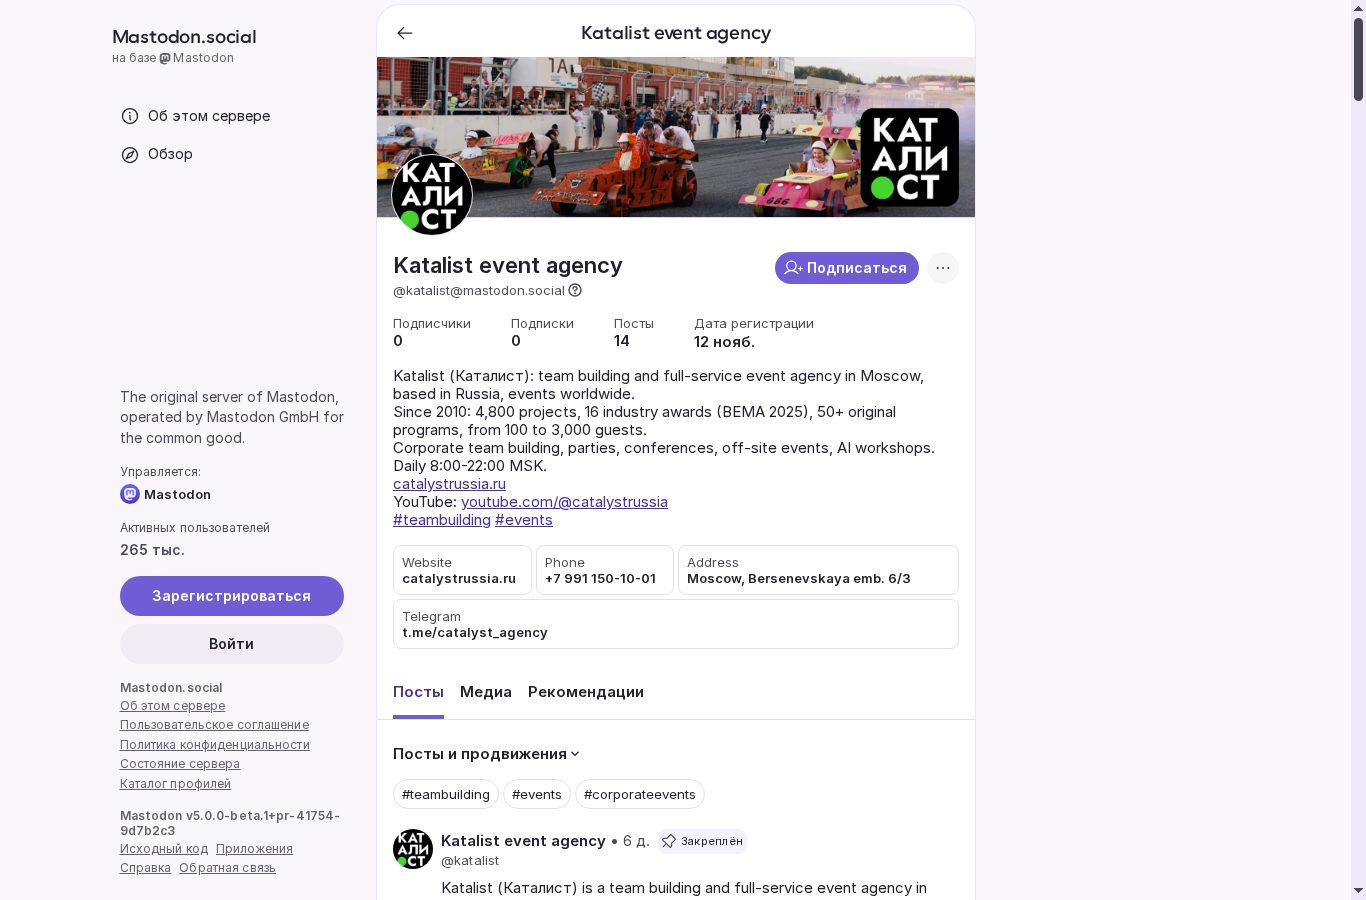 Mastodon.social
на базе Mastodon
Об этом сервере
Обзор
The original server of Mastodon,
operated by Mastodon GmbH for
the common good.
Управляется:
Mastodon
Активных пользователей
265 тыс.
Зарегистрироваться
Войти
Mastodon.social
Об этом сервере
Пользовательское соглашение
Политика конфиденциальности
Состояние сервера
Каталог профилей
Mastodon v5.0.0-beta.1+pr-41754-
9d7b2c3
Исходный код Приложения
Справка Обратная связь
Katalist event agency
1A
КАТ
АЛИ
СТ
666
КАТ
АЛИ
СТ
Katalist event agency
@katalist@mastodon.social
Подписаться
Подписчики Подписки Посты Дата регистрации
0 0 14 12 нояб.
Katalist (Каталист): team building and full-service event agency in Moscow,
based in Russia, events worldwide.
Since 2010: 4,800 projects, 16 industry awards (BEMA 2025), 50+ original
programs, from 100 to 3,000 guests.
Corporate team building, parties, conferences, off-site events, AI workshops.
Daily 8:00-22:00 MSK.
catalystrussia.ru
YouTube: youtube.com/@catalystrussia
#teambuilding #events
Website Phone Address
catalystrussia.ru +7 991 150-10-01 Moscow, Bersenevskaya emb. 6/3
Telegram
t.me/catalyst_agency
Посты Медиа Рекомендации
Посты и продвижения
#teambuilding #events #corporateevents
КАТ
АЛИ
СТ
Katalist event agency • 6 д. Закреплён
@katalist
Katalist (Каталист) is a team building and full-service event agency in